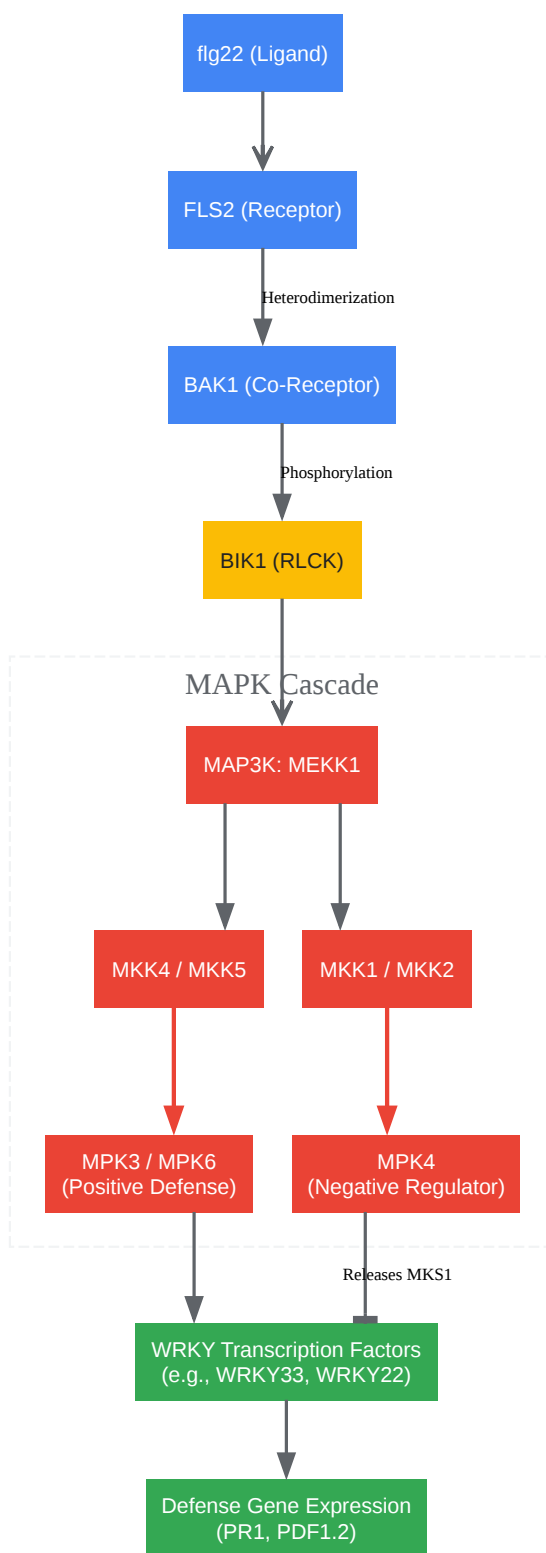 flg22 (Ligand)
FLS2 (Receptor)
Heterodimerization
BAK1 (Co-Receptor)
Phosphorylation
BIK1 (RLCK)
MAPK Cascade
MAP3K: MEKK1
MKK4 / MKK5
MKK1 / MKK2
MPK3 / MPK6
(Positive Defense)
MPK4
(Negative Regulator)
Releases MKS1
WRKY Transcription Factors
(e.g., WRKY33, WRKY22)
Defense Gene Expression
(PR1, PDF1.2)